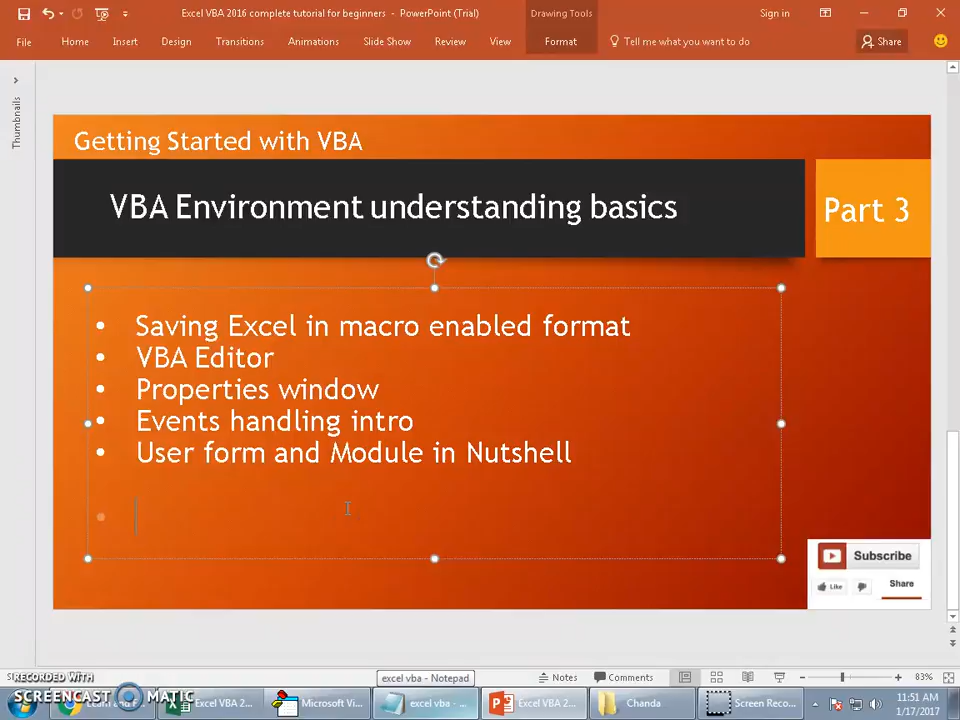 Excel VBA 2016 complete tutorial for beginners - PowerPoint (Trial)
Drawing Tools
Sign in
File
Home
Insert
Design
Transitions
Animations
Slide Show
Review
View
Format
Tell me what you want to do
Share
Thumbnails
Getting Started with VBA
VBA Environment understanding basics
Part 3
• Saving Excel in macro enabled format
• VBA Editor
• Properties window
• Events handling intro
• User form and Module in Nutshell
Subscribe
Like
Share
excel vba - Notepad
Notes
Comments
83%
RECORDED WITH
SCREENCAST MATIC
Excel VBA 2...
Microsoft Vi...
excel vba - ...
Excel VBA 2...
Chanda
Screen Reco...
11:51 AM
1/17/2017